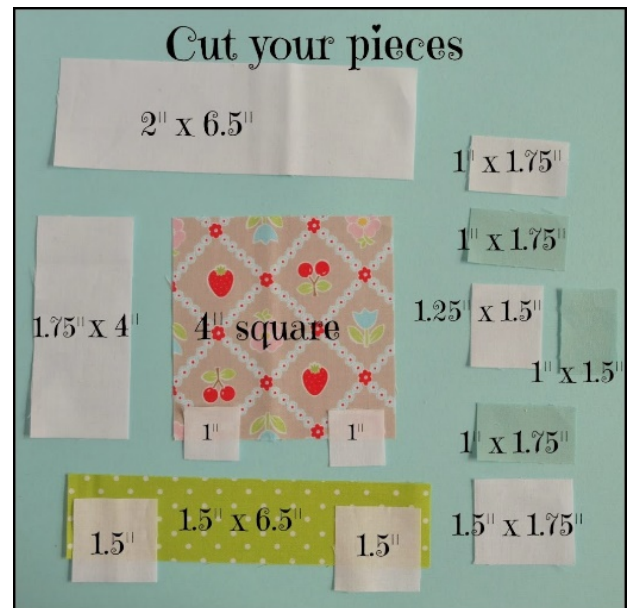 Cut your pieces
2" x 6.5"
1" x 1.75"
1" x 1.75"
1.75" x 4"
4" square
1.25" x 1.5"
1" x 1.5"
1"
1"
1" x 1.75"
1.5"
1.5" x 6.5"
1.5"
1.5" x 1.75"